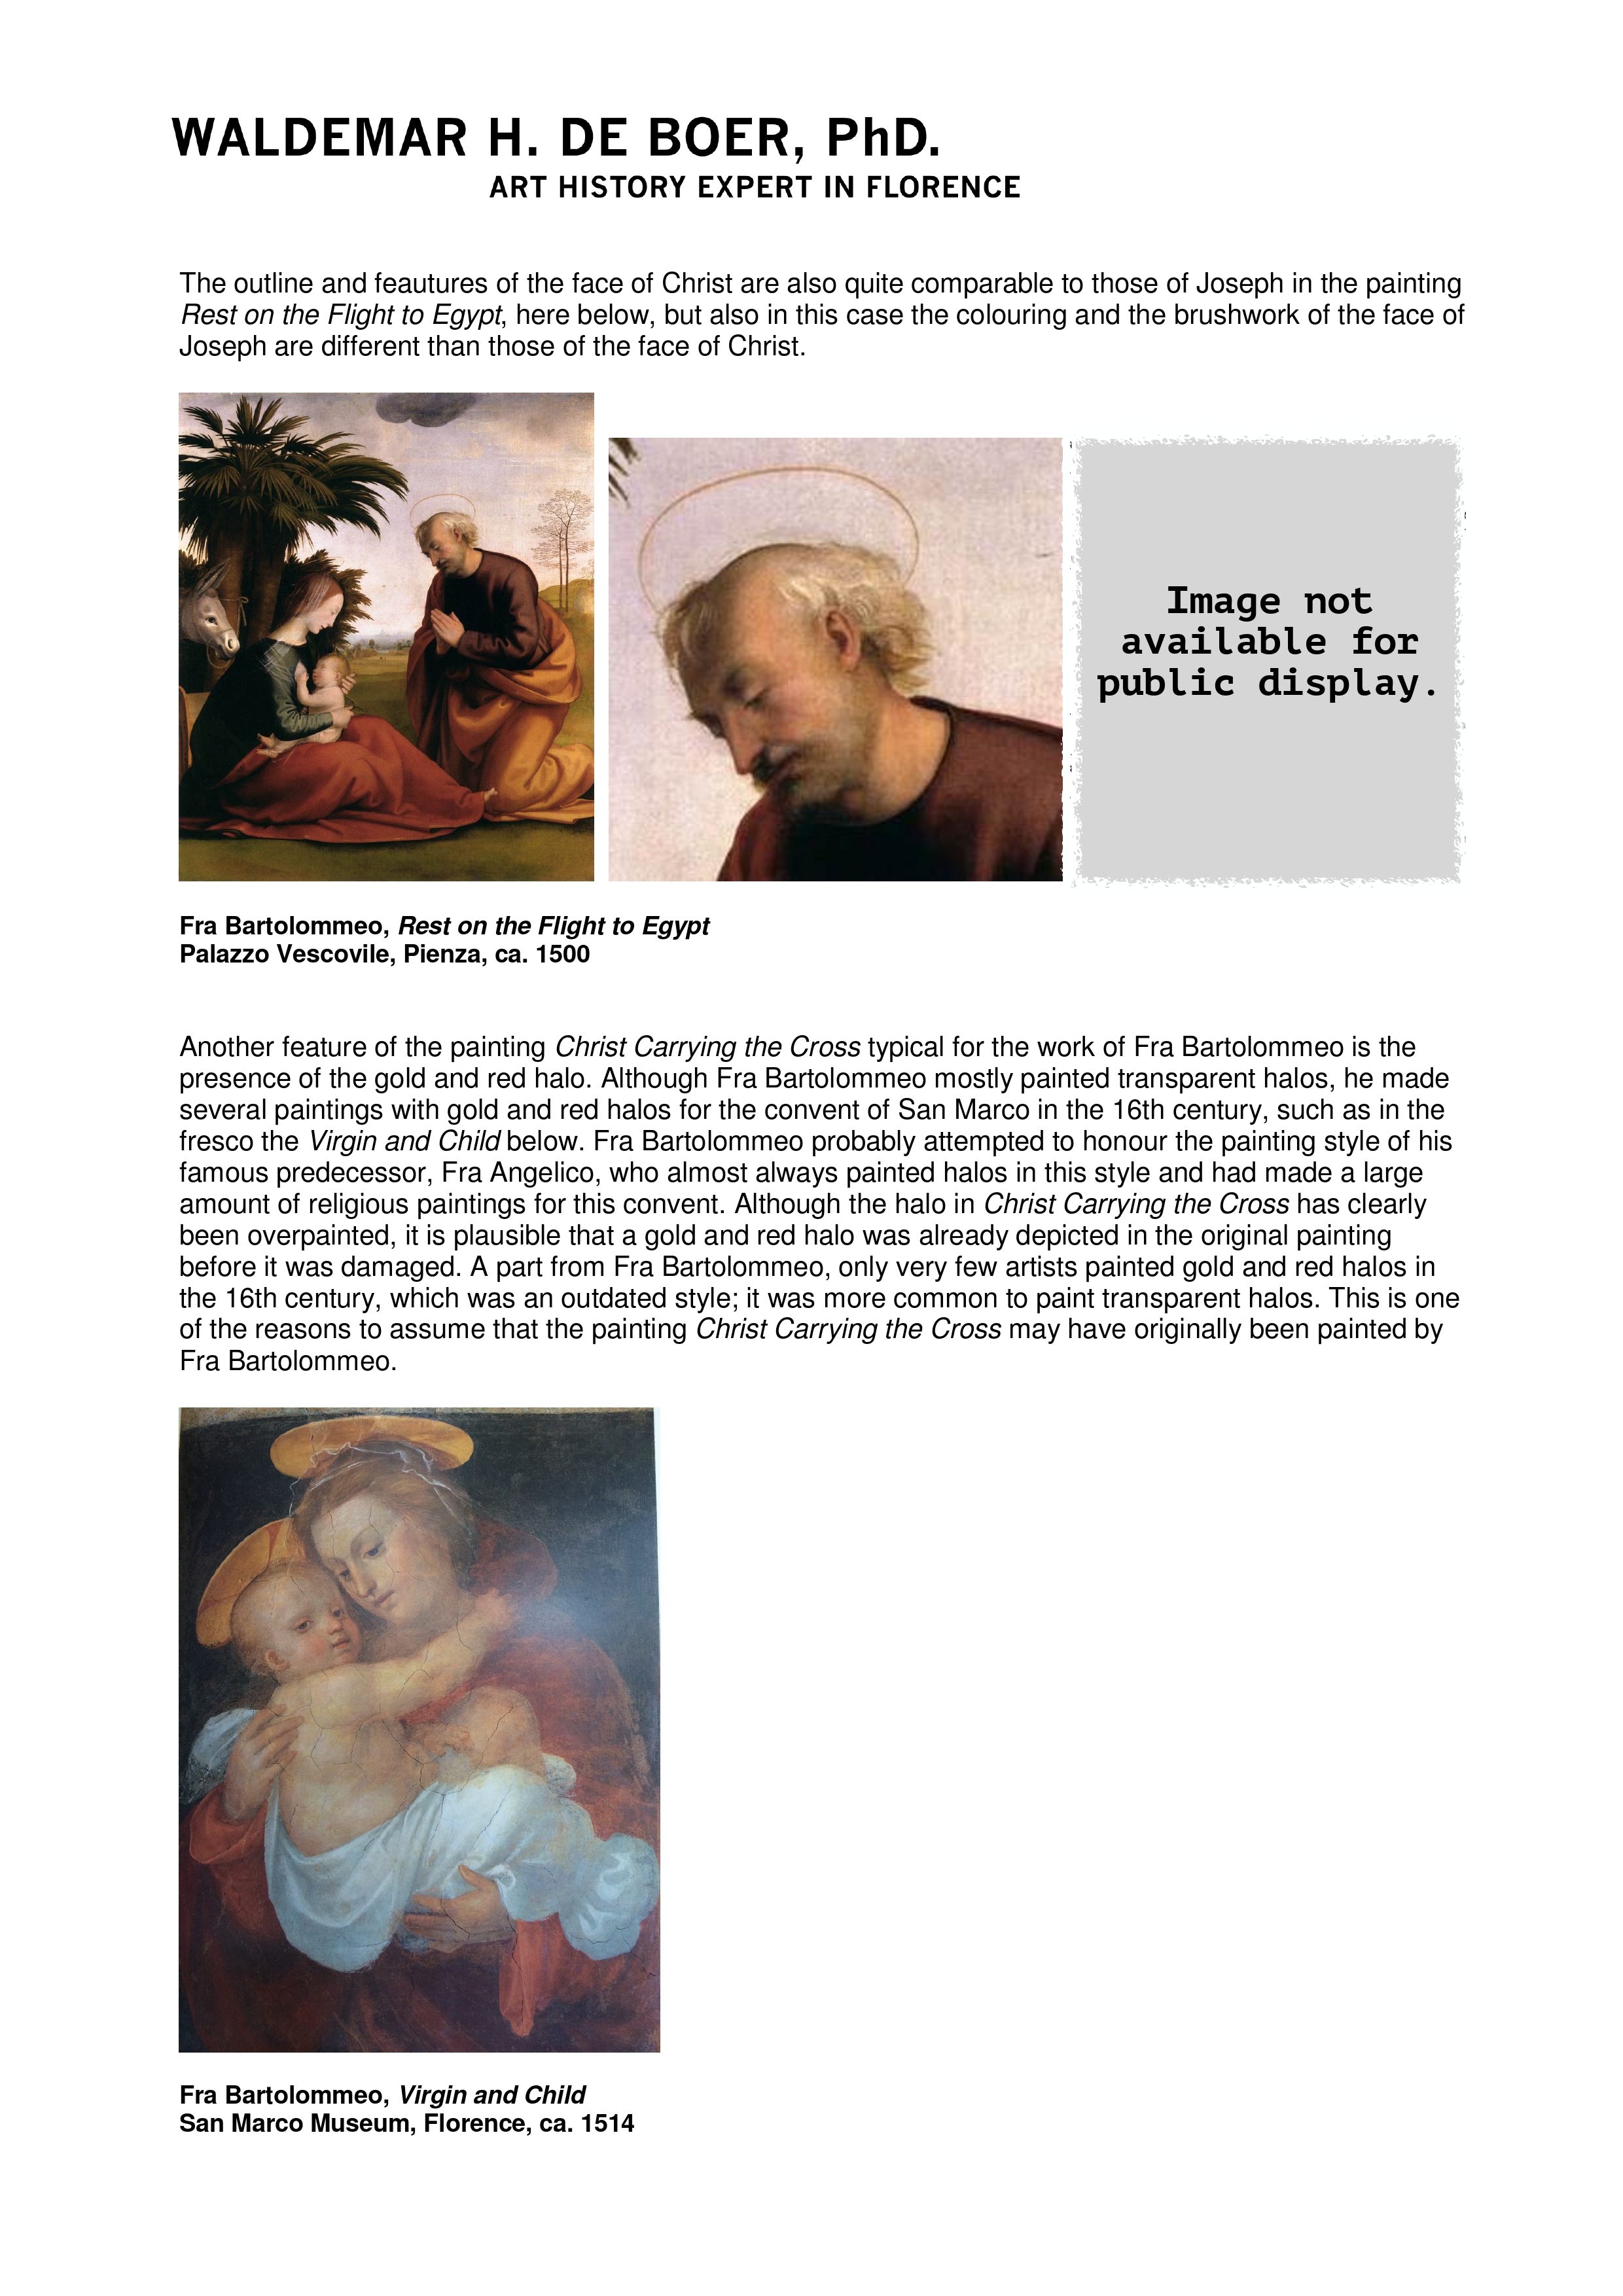 WALDEMAR H. DE BOER, PhD.
ART HISTORY EXPERT IN FLORENCE
The outline and feautures of the face of Christ are also quite comparable to those of Joseph in the painting
Rest on the Flight to Egypt, here below, but also in this case the colouring and the brushwork of the face of
Joseph are different than those of the face of Christ.
Image not
available for
public display.
Fra Bartolommeo, Rest on the Flight to Egypt
Palazzo Vescovile, Pienza, ca. 1500
Another feature of the painting Christ Carrying the Cross typical for the work of Fra Bartolommeo is the
presence of the gold and red halo. Although Fra Bartolommeo mostly painted transparent halos, he made
several paintings with gold and red halos for the convent of San Marco in the 16th century, such as in the
fresco the Virgin and Child below. Fra Bartolommeo probably attempted to honour the painting style of his
famous predecessor, Fra Angelico, who almost always painted halos in this style and had made a large
amount of religious paintings for this convent. Although the halo in Christ Carrying the Cross has clearly
been overpainted, it is plausible that a gold and red halo was already depicted in the original painting
before it was damaged. A part from Fra Bartolommeo, only very few artists painted gold and red halos in
the 16th century, which was an outdated style; it was more common to paint transparent halos. This is one
of the reasons to assume that the painting Christ Carrying the Cross may have originally been painted by
Fra Bartolommeo.
Fra Bartolommeo, Virgin and Child
San Marco Museum, Florence, ca. 1514